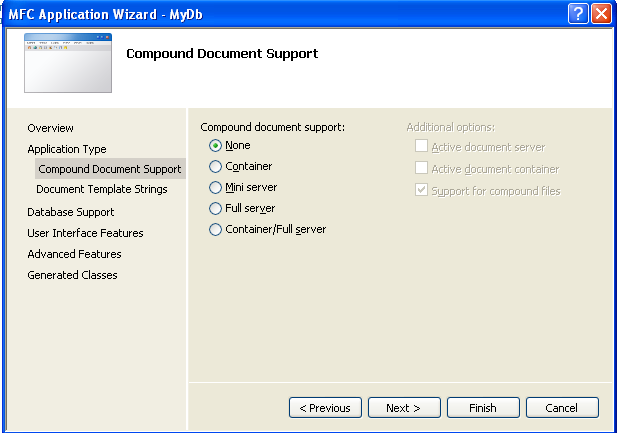 MFC Application Wizard - MyDb
Compound Document Support
Overview
Application Type
Compound Document Support
Document Template Strings
Database Support
User Interface Features
Advanced Features
Generated Classes
Compound document support:
None
Container
Mini server
Full server
Container/Full server
Additional options:
Active document server
Active document container
Support for compound files
< Previous
Next >
Finish
Cancel